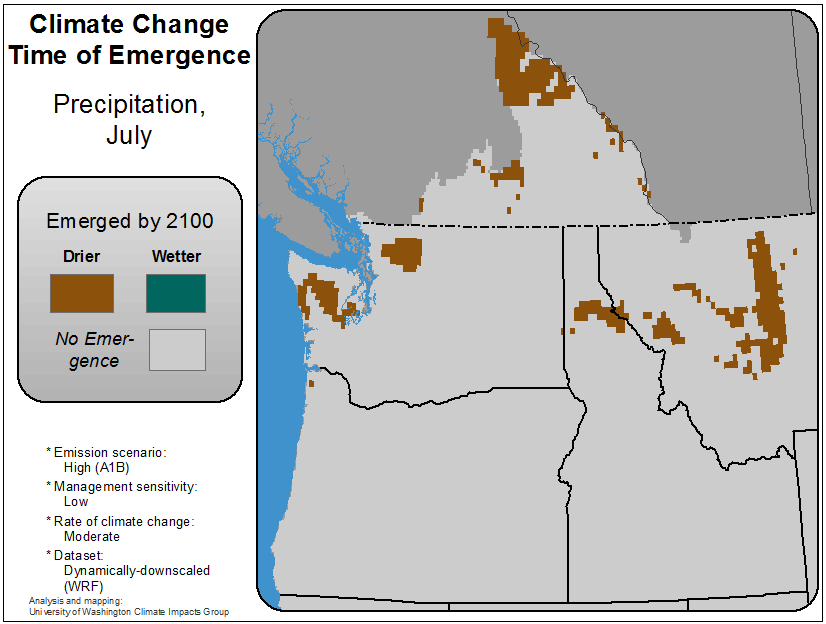 Climate Change
Time of Emergence
Precipitation,
July
Emerged by 2100
Drier Wetter
No Emer-
gence
* Emission scenario:
High (A1B)
* Management sensitivity:
Low
* Rate of climate change:
Moderate
* Dataset:
Dynamically-downscaled
(WRF)
Analysis and mapping:
University of Washington Climate Impacts Group